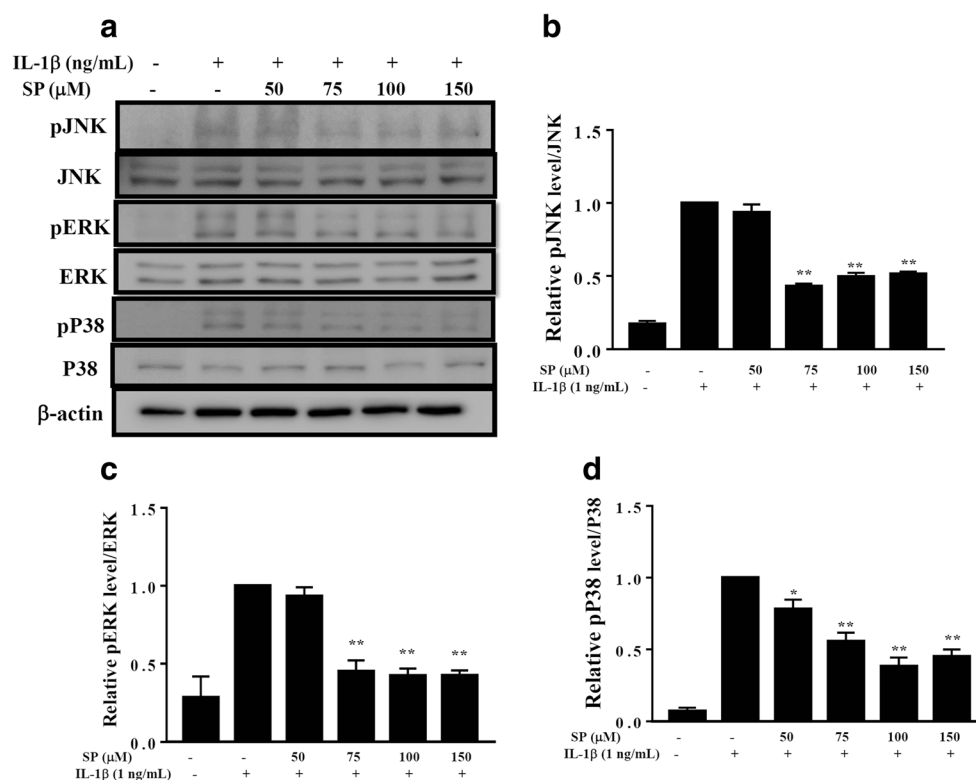 a
IL-1β (ng/mL) - + + + + +
SP (μM) - - 50 75 100 150
pJNK
JNK
pERK
ERK
pP38
P38
β-actin
b
Relative pJNK level/JNK
1.5
1.0
0.5
0.0
** ** **
SP (μM) - - 50 75 100 150
IL-1β (1 ng/mL) - + + + + +
c
Relative pERK level/ERK
1.5
1.0
0.5
0.0
** ** **
SP (μM) - - 50 75 100 150
IL-1β (1 ng/mL) - + + + + +
d
Relative pP38 level/P38
1.5
1.0
0.5
0.0
* ** ** **
SP (μM) - - 50 75 100 150
IL-1β (1 ng/mL) - + + + + +